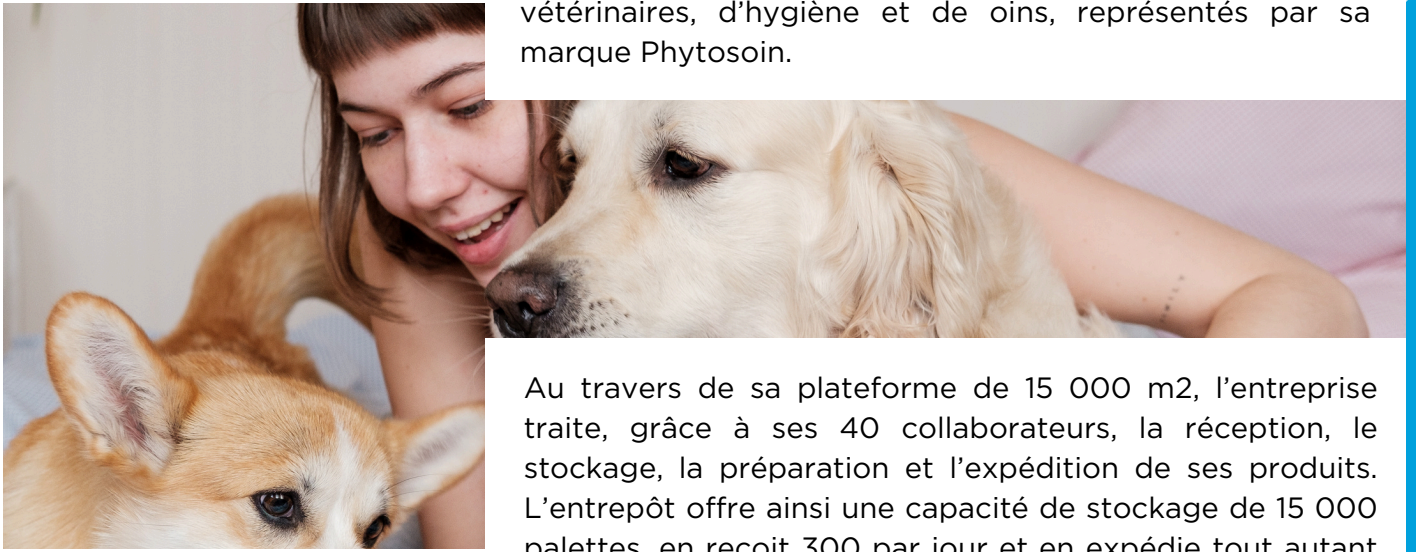 vétérinaires, d’hygiène et de oins, représentés par sa
marque Phytosoin.
Au travers de sa plateforme de 15 000 m2, l’entreprise
traite, grâce à ses 40 collaborateurs, la réception, le
stockage, la préparation et l’expédition de ses produits.
L’entrepôt offre ainsi une capacité de stockage de 15 000
palettes, en reçoit 300 par jour et en expédie tout autant